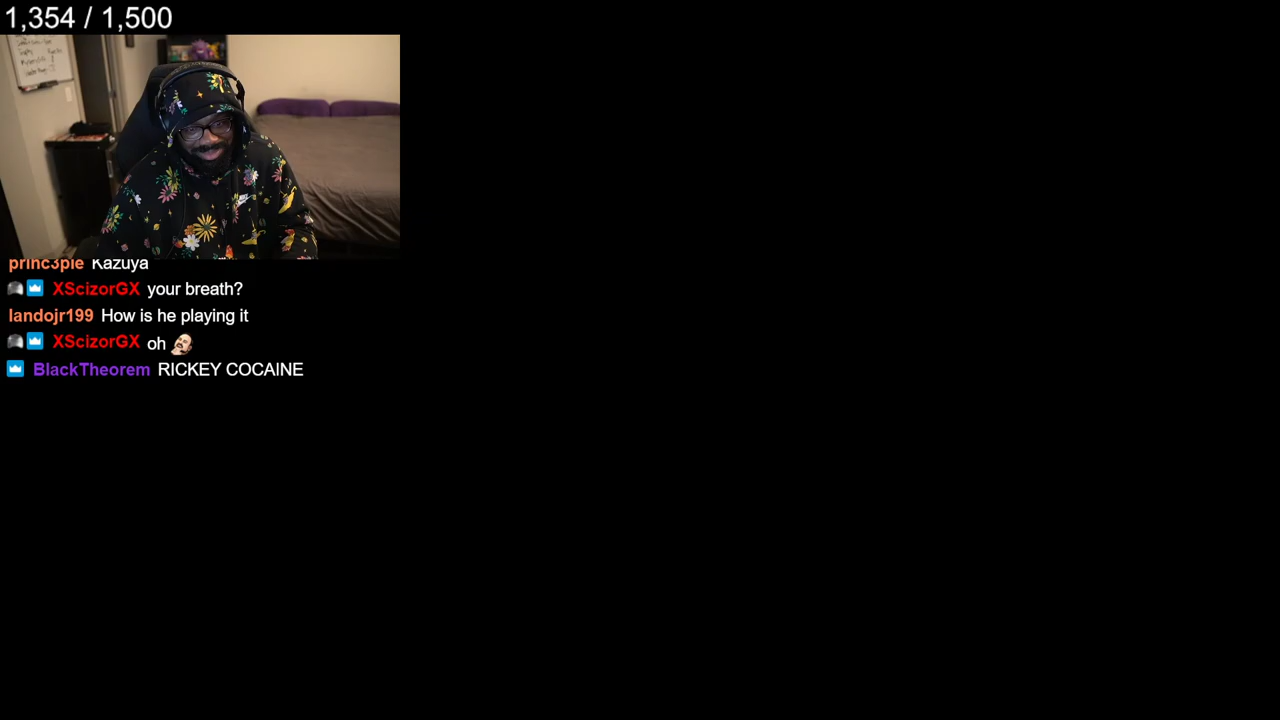 1,354 / 1,500
princ3pie Kazuya
XScizorGX your breath?
landojr199 How is he playing it
XScizorGX oh
BlackTheorem RICKEY COCAINE